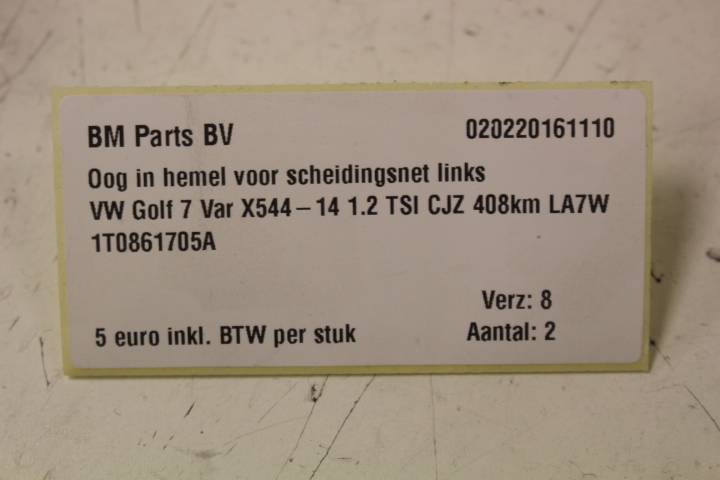 BM Parts BV 020220161110
Oog in hemel voor scheidingsnet links
VW Golf 7 Var X544-14 1.2 TSI CJZ 408km LA7W
1T0861705A
Verz: 8
5 euro inkl. BTW per stuk Aantal: 2